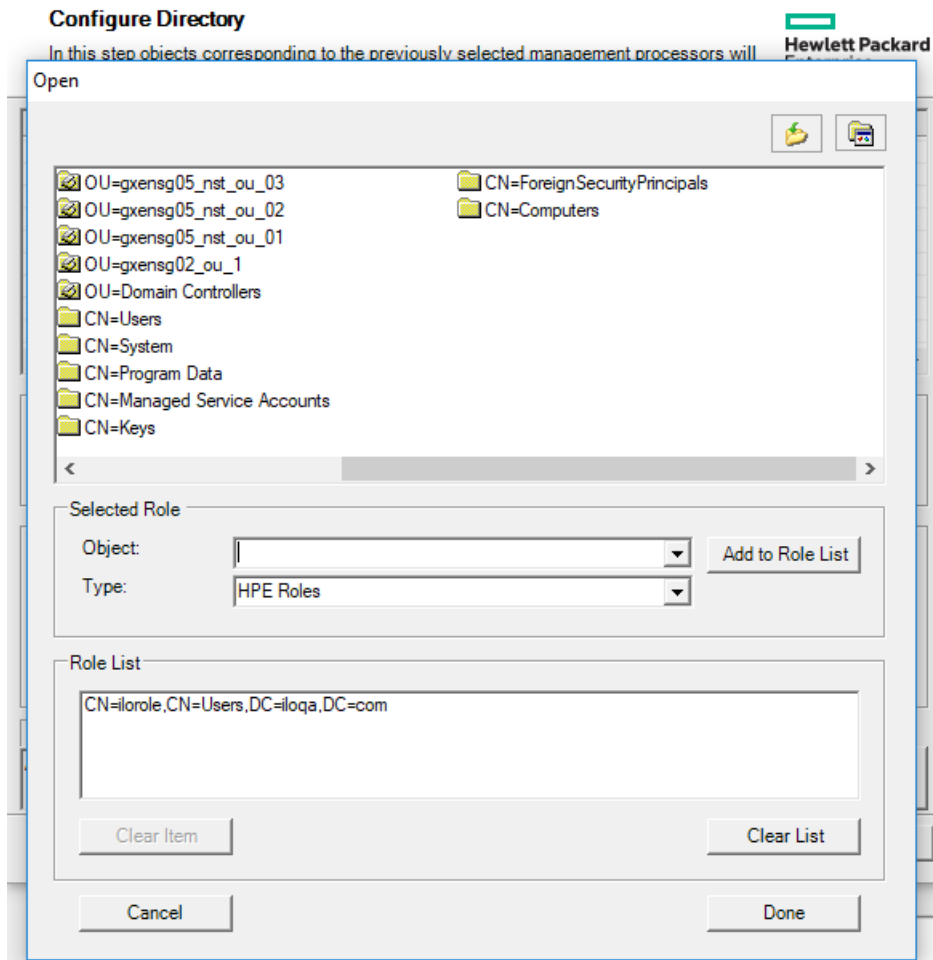 Configure Directory
In this step objects corresponding to the previously selected management processors will
Hewlett Packard
Enterprise
Open
OU=gxensg05_nst_ou_03
OU=gxensg05_nst_ou_02
OU=gxensg05_nst_ou_01
OU=gxensg02_ou_1
OU=Domain Controllers
CN=Users
CN=System
CN=Program Data
CN=Managed Service Accounts
CN=Keys
CN=ForeignSecurityPrincipals
CN=Computers
Selected Role
Object:
Add to Role List
Type:
HPE Roles
Role List
CN=ilorole,CN=Users,DC=iloqa,DC=com
Clear Item
Clear List
Cancel
Done